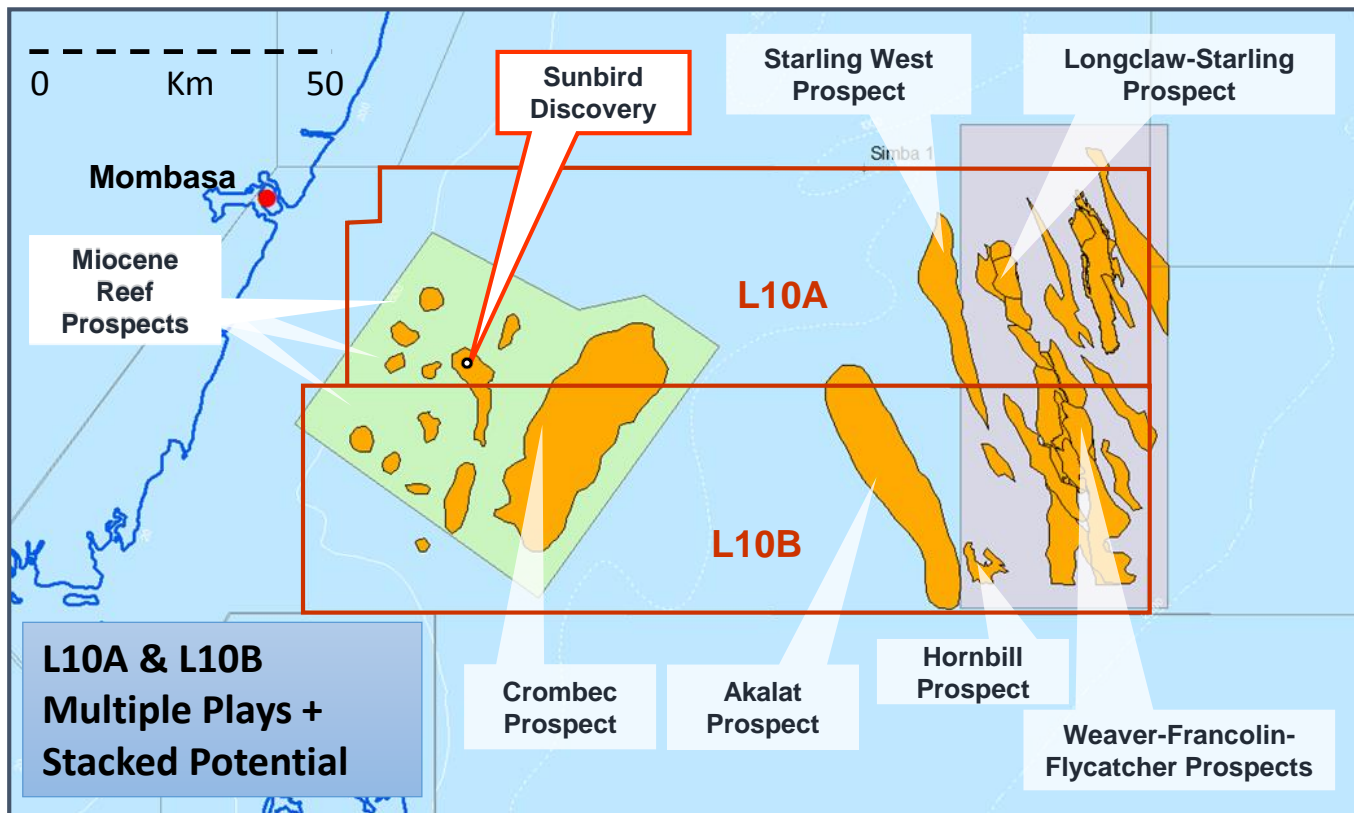 0 Km 50
Sunbird
Discovery
Starling West
Prospect
Longclaw-Starling
Prospect
Simba 1
Mombasa
Miocene
Reef
Prospects
L10A
L10B
L10A & L10B
Multiple Plays +
Stacked Potential
Crombec
Prospect
Akalat
Prospect
Hornbill
Prospect
Weaver-Francolin-
Flycatcher Prospects